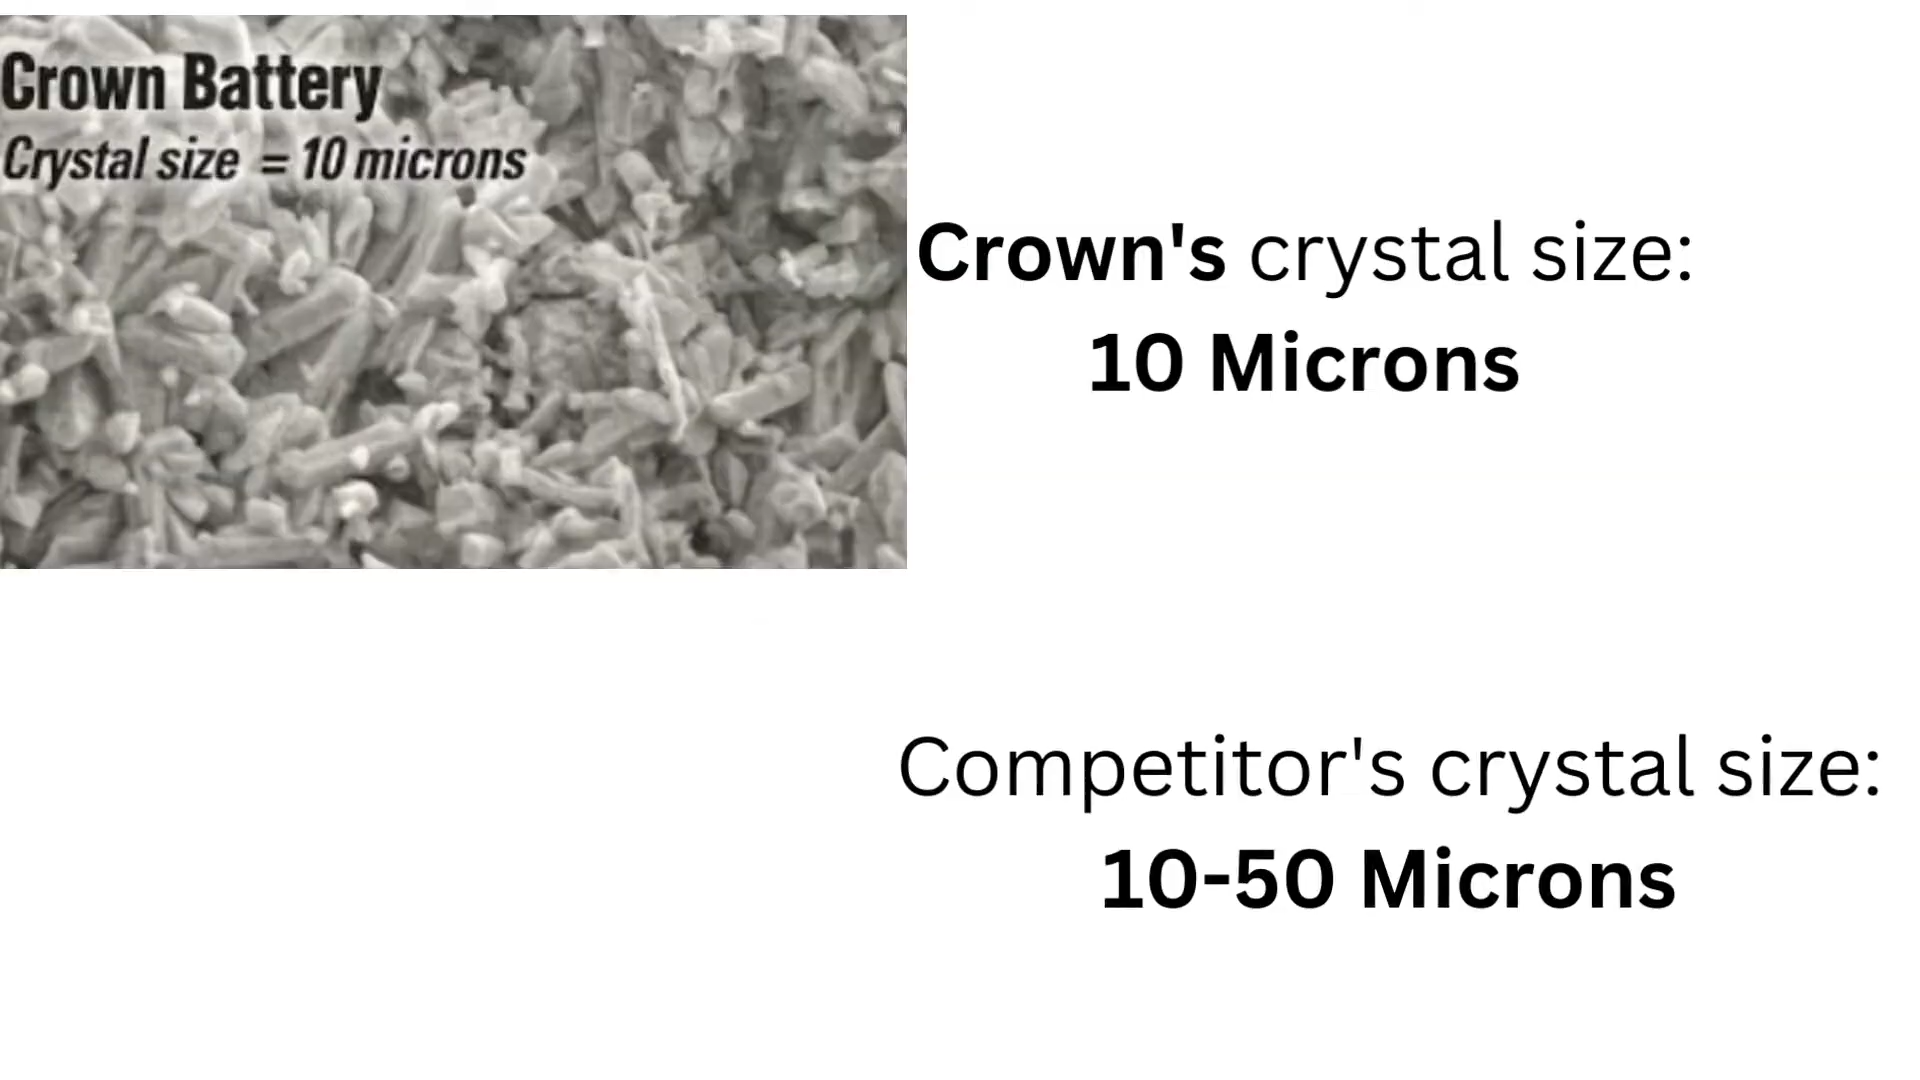 Crown Battery
Crystal size = 10 microns
Crown's crystal size:
10 Microns
Competitor's crystal size:
10-50 Microns